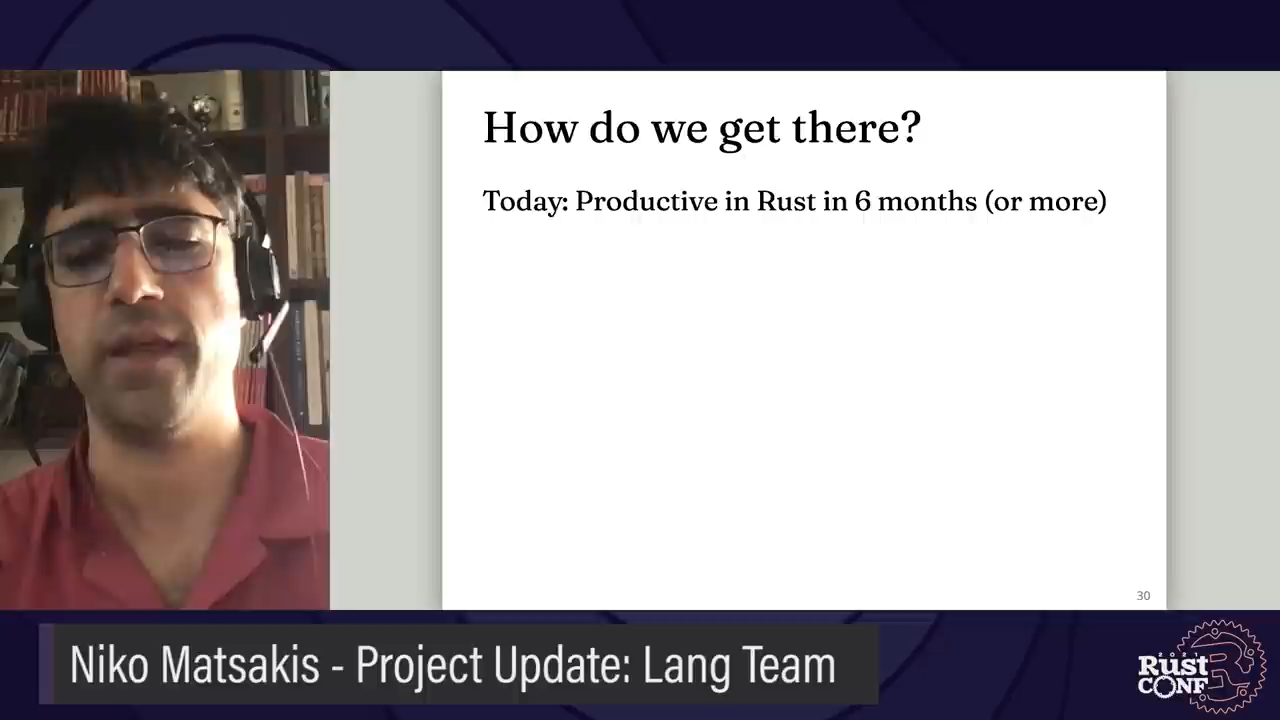 How do we get there?
Today: Productive in Rust in 6 months (or more)
30
Niko Matsakis - Project Update: Lang Team
Rust
CONF